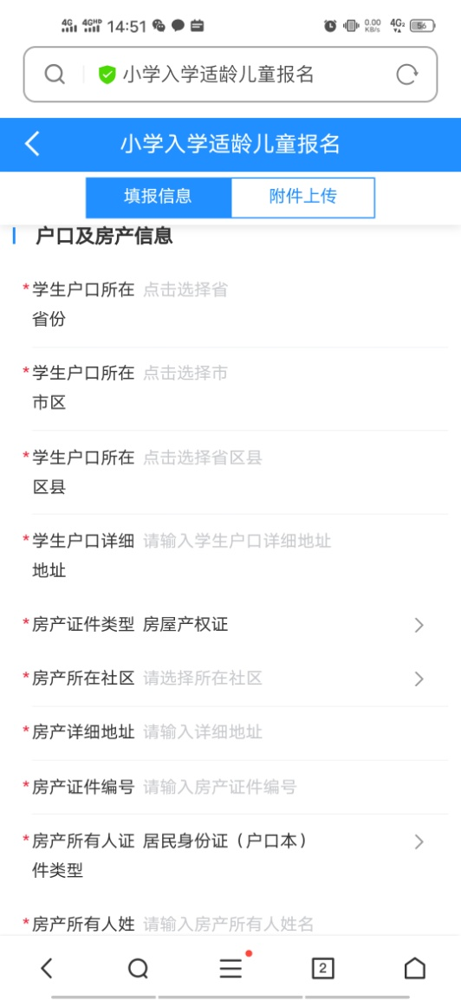 4G 4GHD 14:51 0.00 KB/s 4G2 56
小学入学适龄儿童报名
小学入学适龄儿童报名
填报信息 附件上传
户口及房产信息
*学生户口所在 点击选择省
省份
*学生户口所在 点击选择市
市区
*学生户口所在 点击选择省区县
区县
*学生户口详细 请输入学生户口详细地址
地址
*房产证件类型 房屋产权证
*房产所在社区 请选择所在社区
*房产详细地址 请输入详细地址
*房产证件编号 请输入房产证件编号
*房产所有人证 居民身份证（户口本）
件类型
*房产所有人姓 请输入房产所有人姓名
2